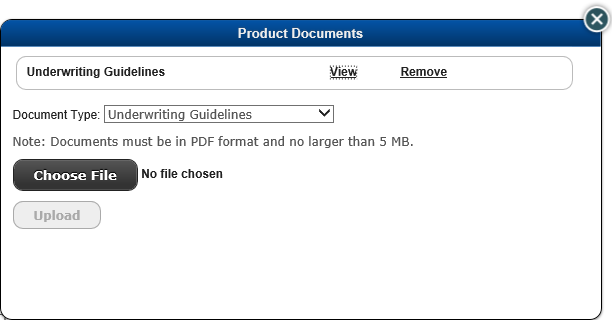 Product Documents
Underwriting Guidelines View Remove
Document Type: Underwriting Guidelines
Note: Documents must be in PDF format and no larger than 5 MB.
Choose File No file chosen
Upload